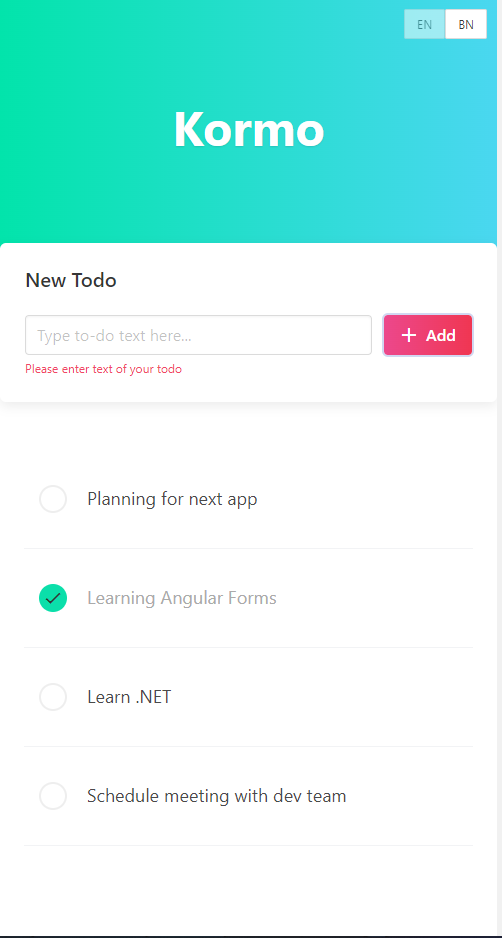 EN BN
Kormo
New Todo
Type to-do text here...
Add
Please enter text of your todo
Planning for next app
Learning Angular Forms
Learn .NET
Schedule meeting with dev team